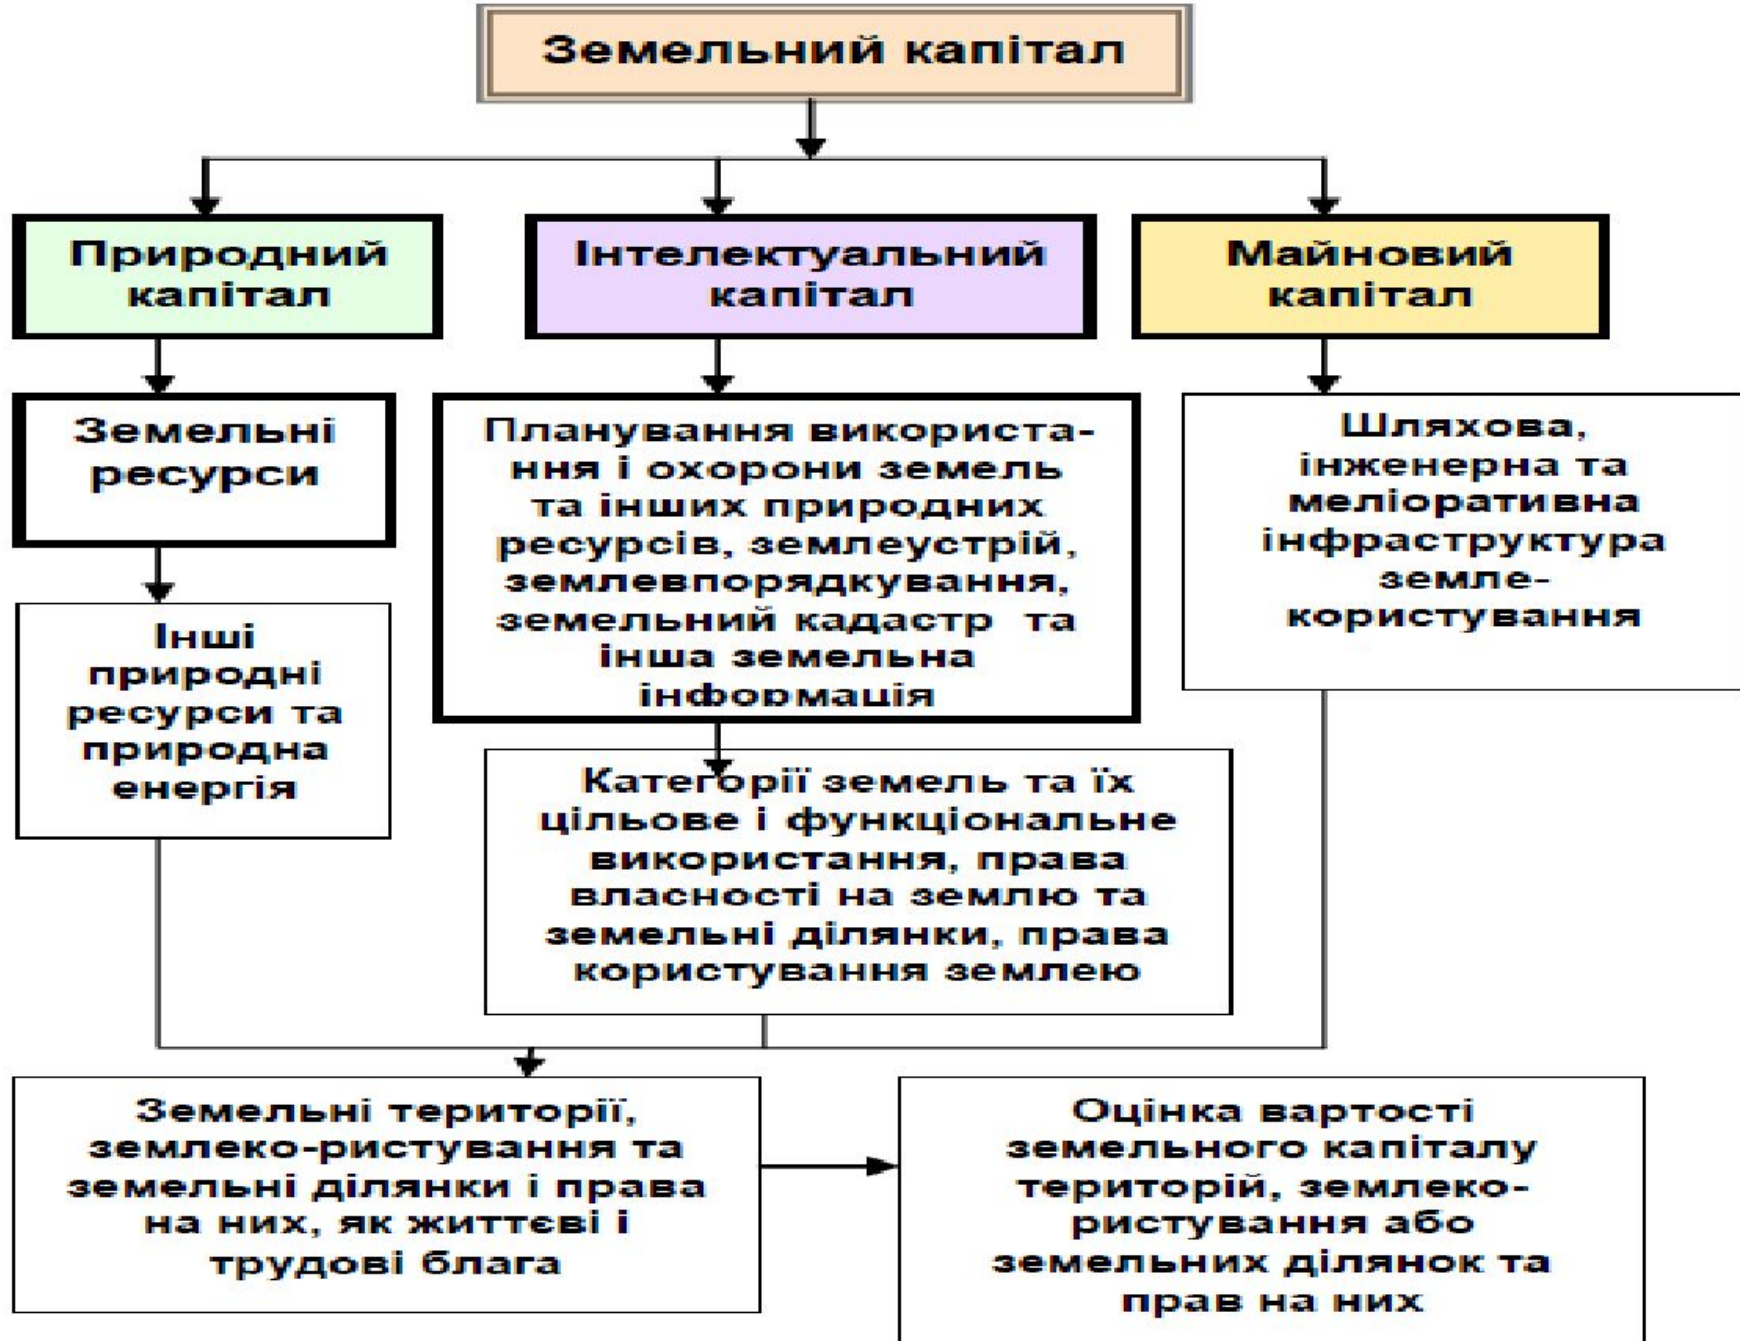 Земельний капітал
Природний
капітал
Інтелектуальний
капітал
Майновий
капітал
Земельні
ресурси
Планування використа-
ння і охорони земель
та інших природних
ресурсів, землеустрій,
землевпорядкування,
земельний кадастр та
інша земельна
інформація
Шляхова,
інженерна та
меліоративна
інфраструктура
земле-
користування
Інші
природні
ресурси та
природна
енергія
Категорії земель та їх
цільове і функціональне
використання, права
власності на землю та
земельні ділянки, права
користування землею
Земельні території,
землеко-ристування та
земельні ділянки і права
на них, як життєві і
трудові блага
Оцінка вартості
земельного капіталу
територій, землеко-
ристування або
земельних ділянок та
прав на них